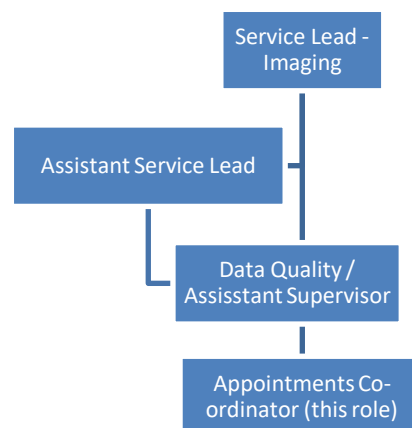 Service Lead -
Imaging
Assistant Service Lead
Data Quality /
Assisstant Supervisor
Appointments Co-
ordinator (this role)